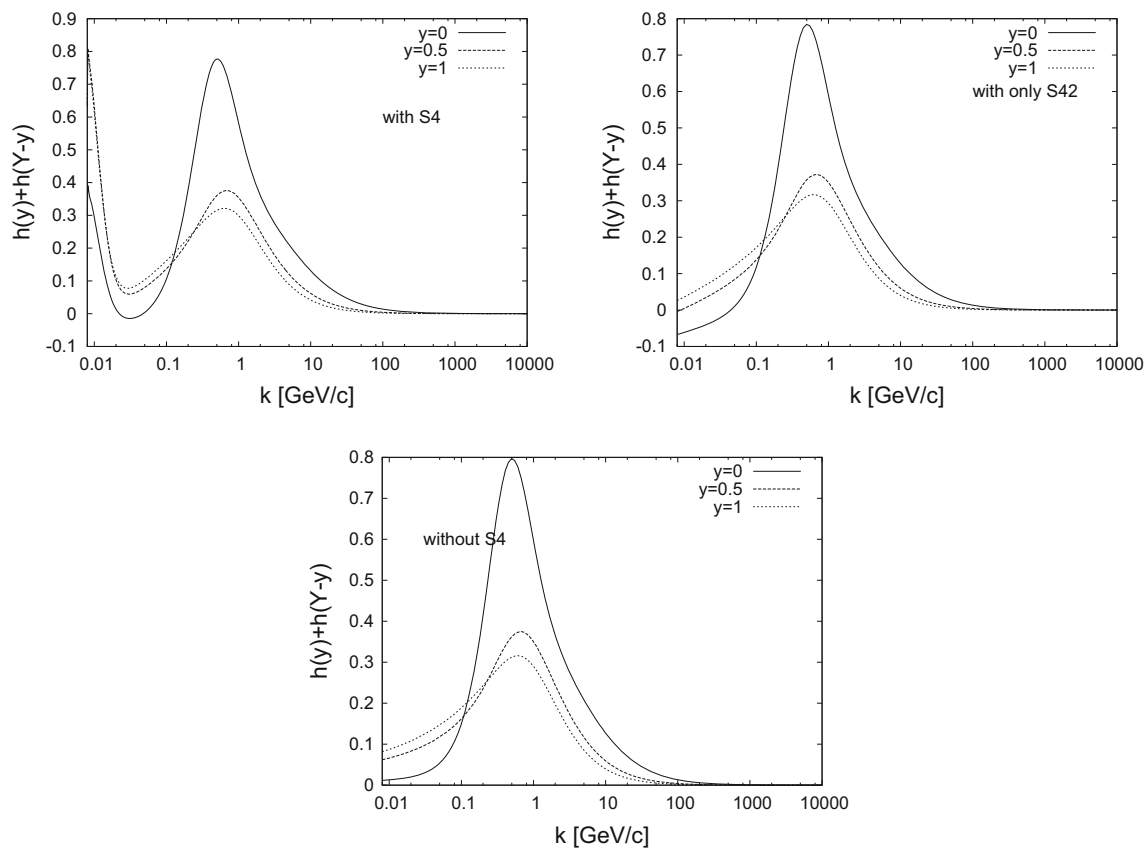 0.9
0.8
0.7
0.6
0.5
0.4
0.3
0.2
0.1
0
-0.1
h(y)+h(Y-y)
y=0
y=0.5
y=1
with S4
0.01 0.1 1 10 100 1000 10000
k [GeV/c]
0.8
0.7
0.6
0.5
0.4
0.3
0.2
0.1
0
-0.1
h(y)+h(Y-y)
y=0
y=0.5
y=1
with only S42
0.01 0.1 1 10 100 1000 10000
k [GeV/c]
0.8
0.7
0.6
0.5
0.4
0.3
0.2
0.1
0
h(y)+h(Y-y)
y=0
y=0.5
y=1
without S4
0.01 0.1 1 10 100 1000 10000
k [GeV/c]